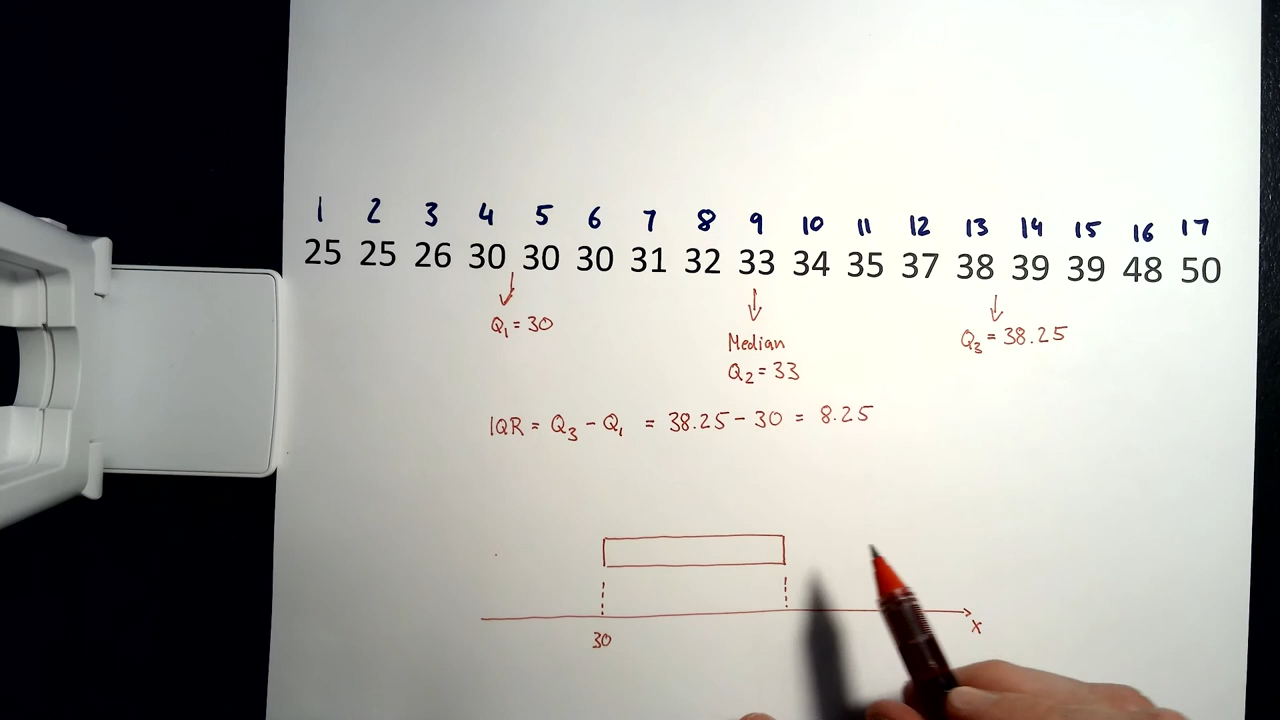 1 2 3 4 5 6 7 8 9 10 11 12 13 14 15 16 17
25 25 26 30 30 30 31 32 33 34 35 37 38 39 39 48 50
Q₁ = 30
Median
Q₂ = 33
Q₃ = 38.25
IQR = Q₃ - Q₁ = 38.25 - 30 = 8.25
30
x